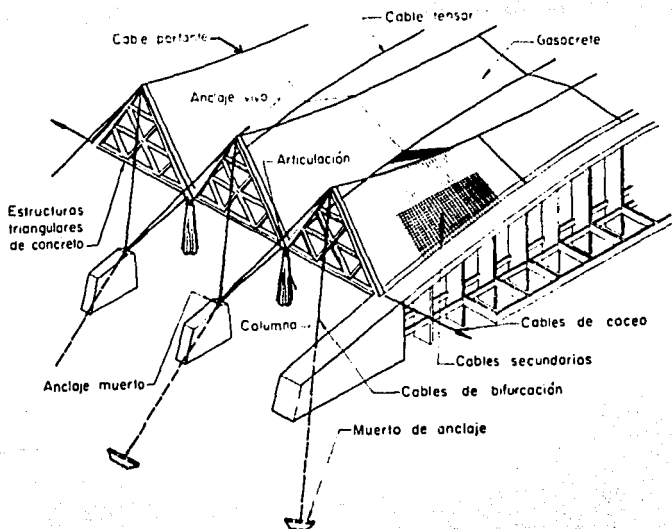 Cable tensor
Cable portante
Gasocrete
Anclaje vivo
Articulación
Estructuras
triangulares
de concreto
Columna
Cables de coceo
Cables secundarios
Anclaje muerto
Cables de bifurcación
Muerto de anclaje